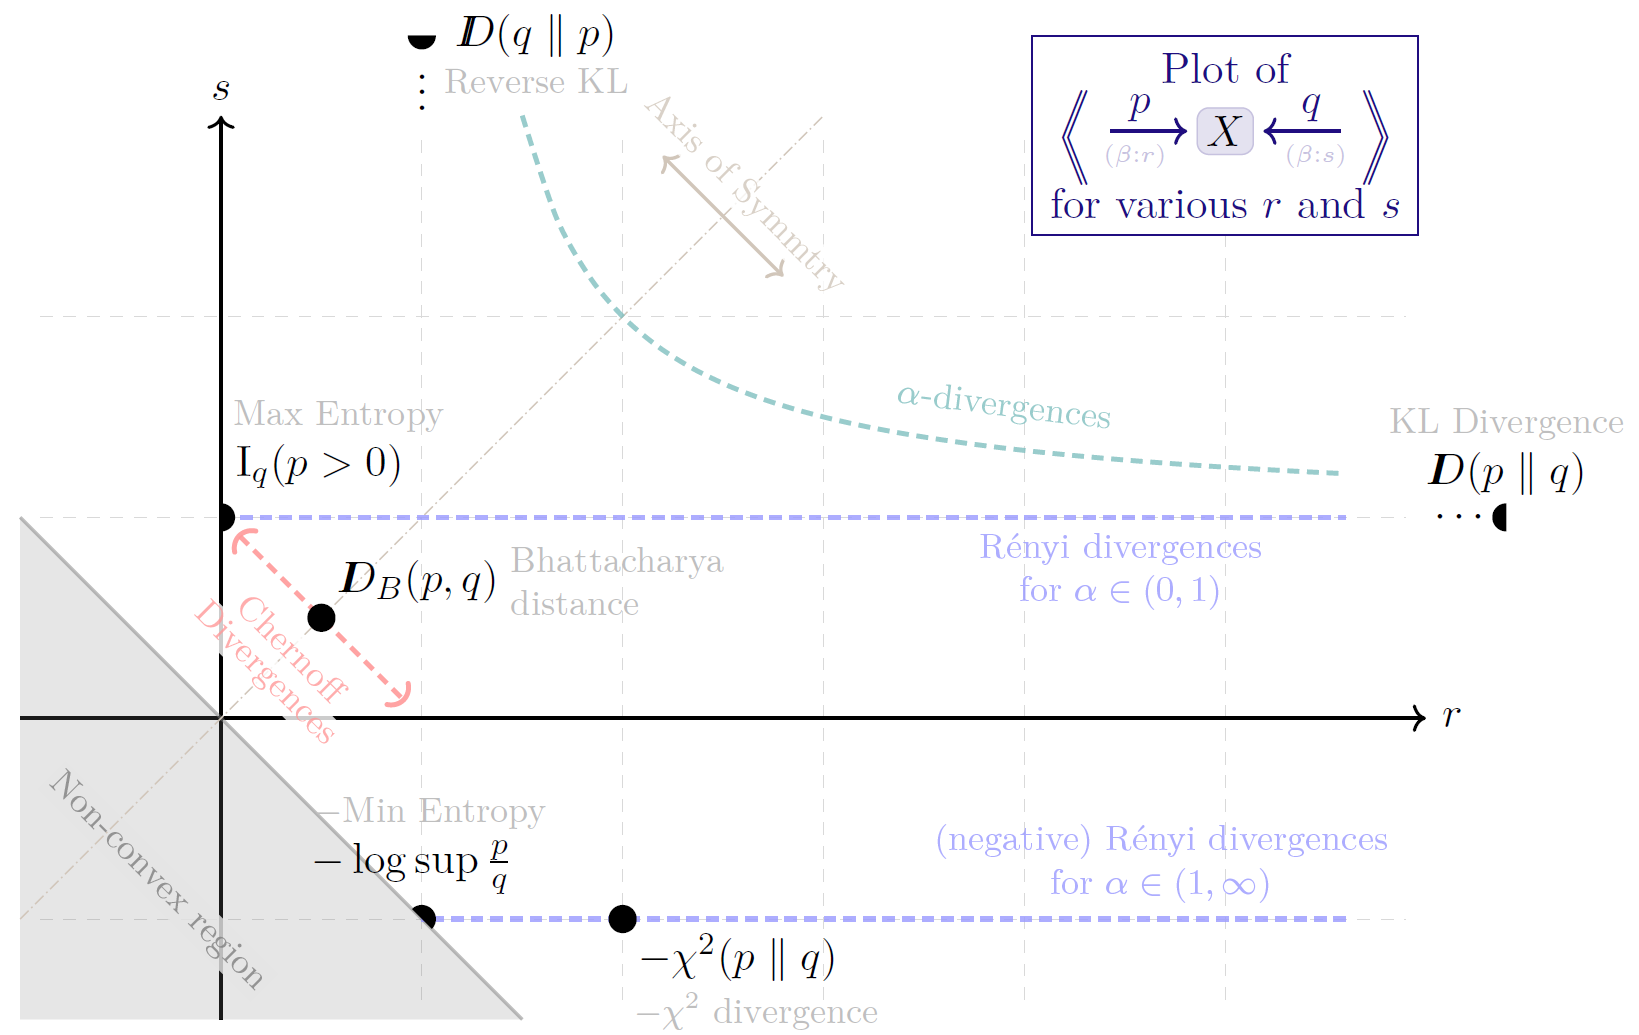 D(q ∥ p)
Reverse KL
⋮
s
Axis of Symmtry
Plot of
⟪ p (β:r) X q (β:s) ⟫
for various r and s
α-divergences
Max Entropy
I_q(p > 0)
KL Divergence
D(p ∥ q)
···
Rényi divergences
for α ∈ (0, 1)
D_B(p, q)
Bhattacharya
distance
Chernoff
Divergences
r
Non-convex region
−Min Entropy
− log sup p/q
(negative) Rényi divergences
for α ∈ (1, ∞)
−χ²(p ∥ q)
−χ² divergence